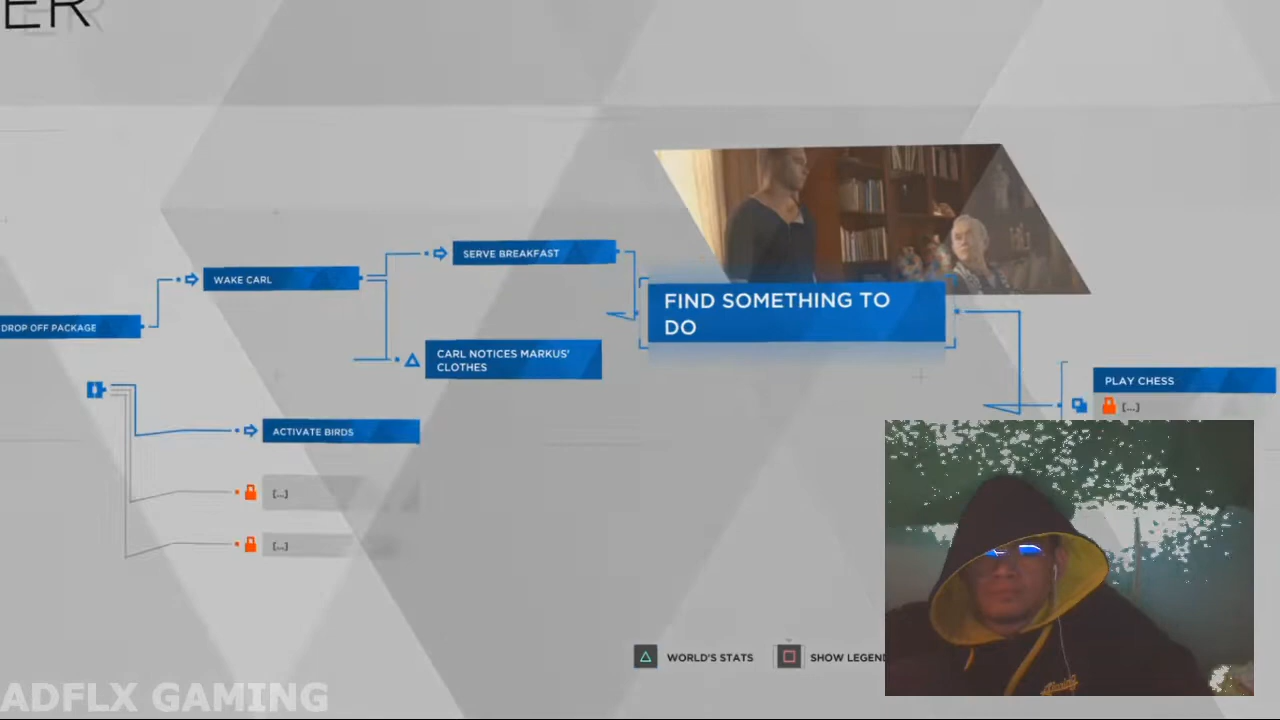 ER
SERVE BREAKFAST
WAKE CARL
FIND SOMETHING TO
DO
DROP OFF PACKAGE
CARL NOTICES MARKUS'
CLOTHES
PLAY CHESS
[...]
ACTIVATE BIRDS
[...]
[...]
WORLD'S STATS
SHOW LEGEND
ADFLX GAMING